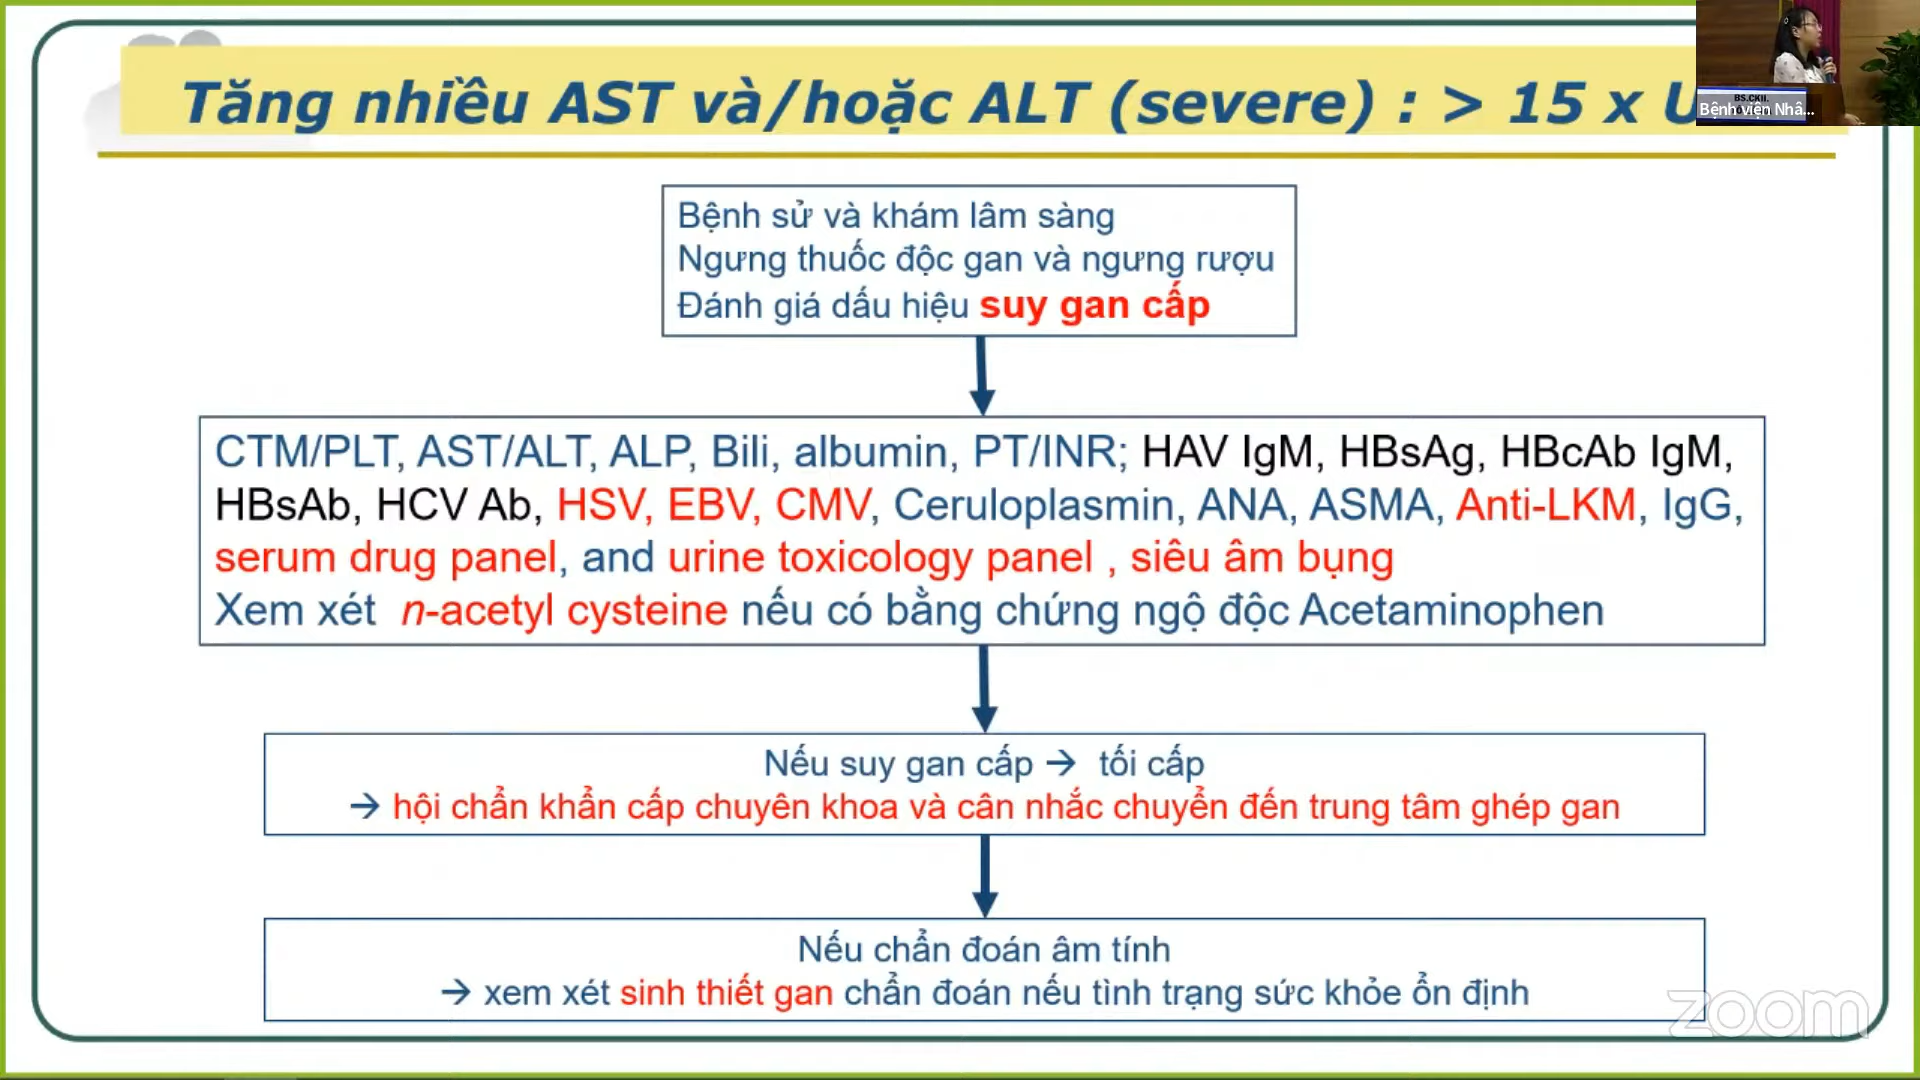 Tăng nhiều AST và/hoặc ALT (severe) : > 15 x U
BS.CKII.
Bệnh viện Nhâ...
Bệnh sử và khám lâm sàng
Ngưng thuốc độc gan và ngưng rượu
Đánh giá dấu hiệu suy gan cấp
CTM/PLT, AST/ALT, ALP, Bili, albumin, PT/INR; HAV IgM, HBsAg, HBcAb IgM,
HBsAb, HCV Ab, HSV, EBV, CMV, Ceruloplasmin, ANA, ASMA, Anti-LKM, IgG,
serum drug panel, and urine toxicology panel , siêu âm bụng
Xem xét n-acetyl cysteine nếu có bằng chứng ngộ độc Acetaminophen
Nếu suy gan cấp → tối cấp
→ hội chẩn khẩn cấp chuyên khoa và cân nhắc chuyển đến trung tâm ghép gan
Nếu chẩn đoán âm tính
→ xem xét sinh thiết gan chẩn đoán nếu tình trạng sức khỏe ổn định
zoom